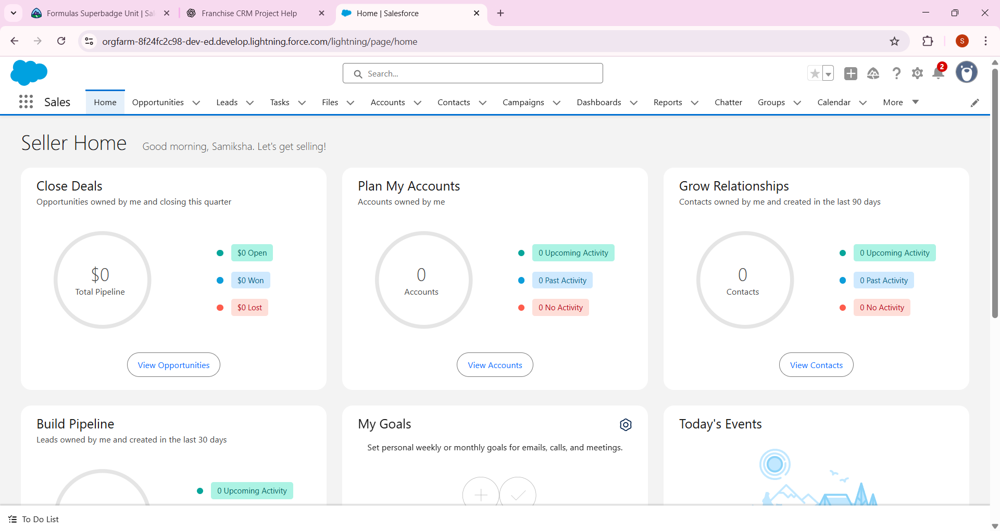 Formulas Superbadge Unit | Sal
Franchise CRM Project Help
Home | Salesforce
orgfarm-8f24fc2c98-dev-ed.develop.lightning.force.com/lightning/page/home
S
Search...
2
Sales
Home
Opportunities
Leads
Tasks
Files
Accounts
Contacts
Campaigns
Dashboards
Reports
Chatter
Groups
Calendar
More
Seller Home
Good morning, Samiksha. Let's get selling!
Close Deals
Opportunities owned by me and closing this quarter
$0
Total Pipeline
$0 Open
$0 Won
$0 Lost
View Opportunities
Plan My Accounts
Accounts owned by me
0
Accounts
0 Upcoming Activity
0 Past Activity
0 No Activity
View Accounts
Grow Relationships
Contacts owned by me and created in the last 90 days
0
Contacts
0 Upcoming Activity
0 Past Activity
0 No Activity
View Contacts
Build Pipeline
Leads owned by me and created in the last 30 days
0 Upcoming Activity
My Goals
Set personal weekly or monthly goals for emails, calls, and meetings.
Today's Events
To Do List